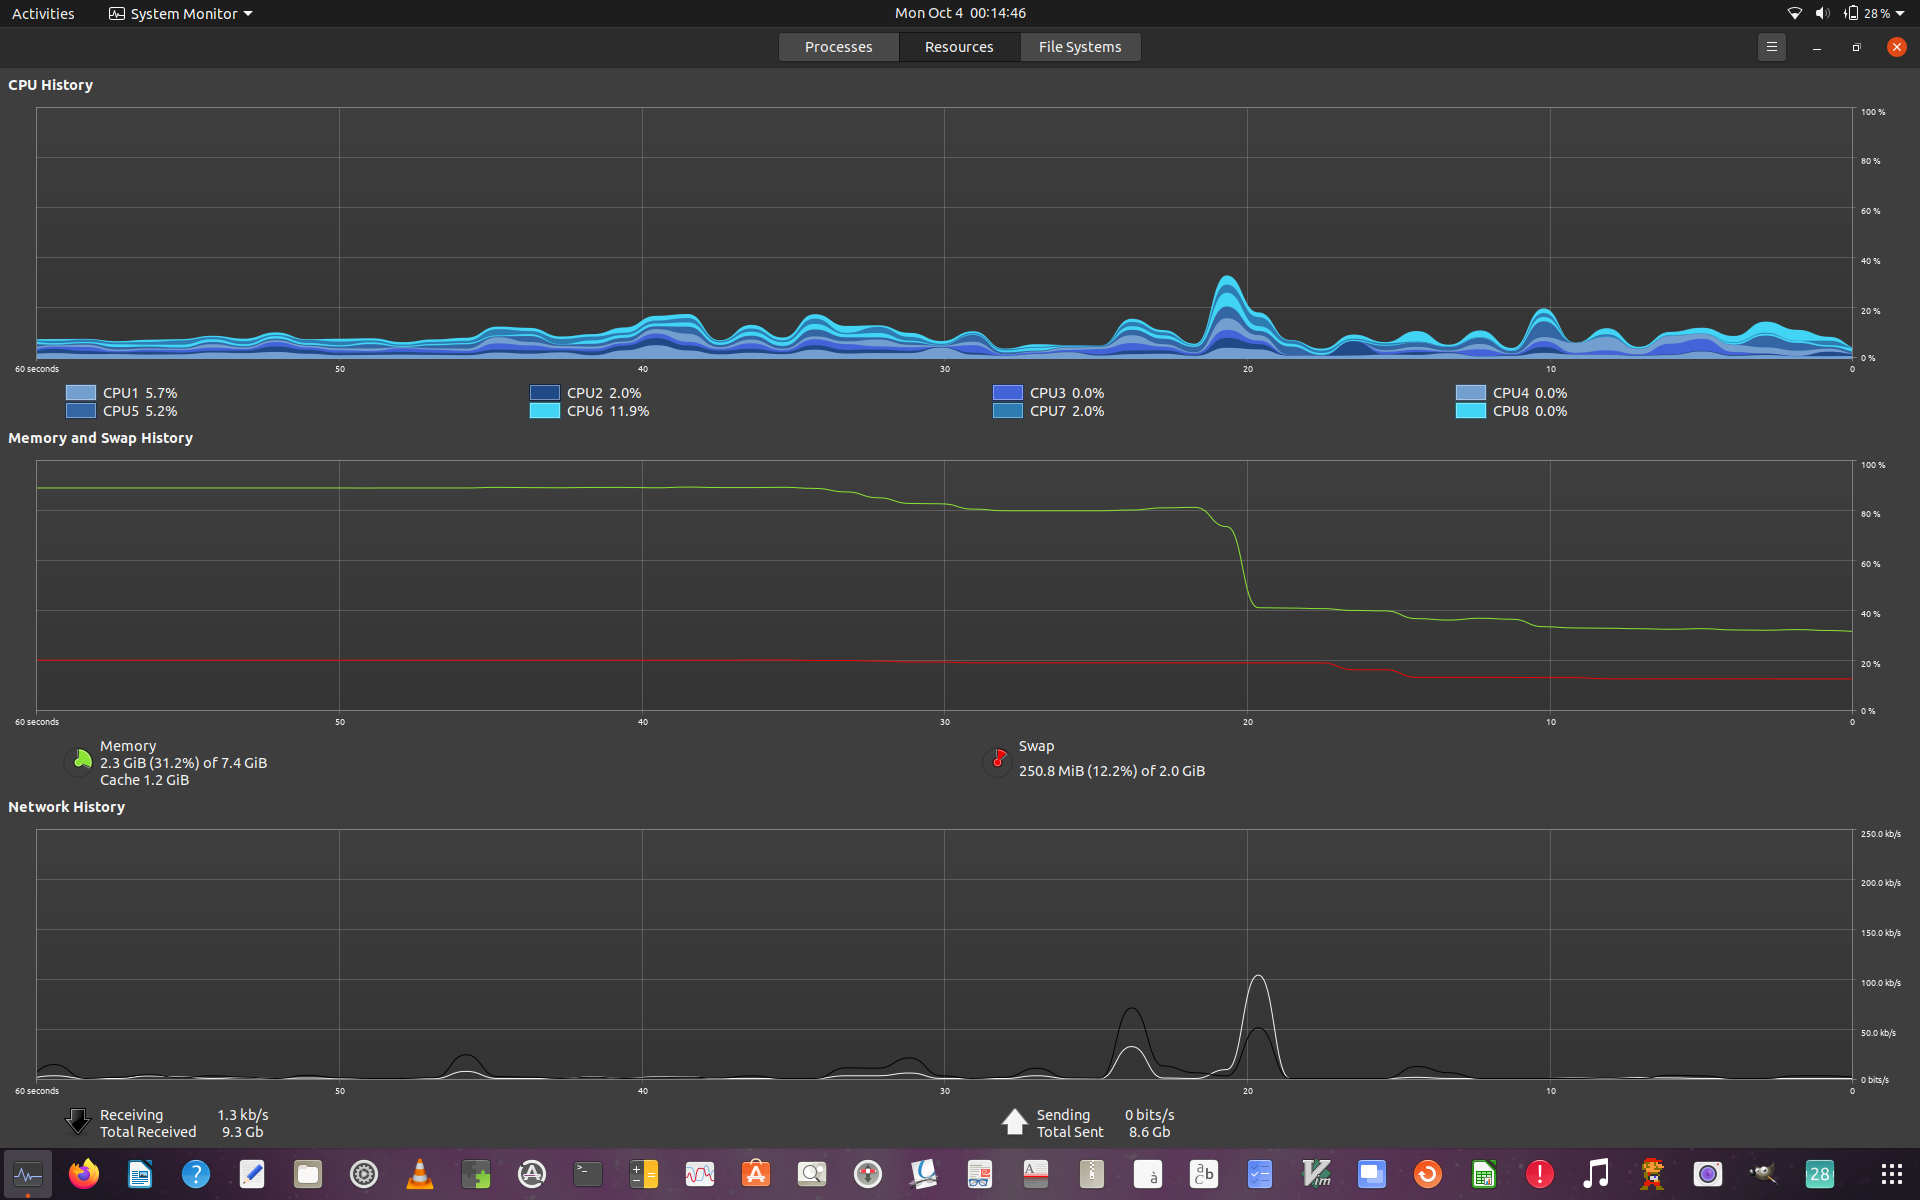 Activities System Monitor Mon Oct 4 00:14:46 28 %
Processes Resources File Systems
CPU History
100 %
80 %
60 %
40 %
20 %
0 %
60 seconds 50 40 30 20 10 0
CPU1 5.7% CPU2 2.0% CPU3 0.0% CPU4 0.0%
CPU5 5.2% CPU6 11.9% CPU7 2.0% CPU8 0.0%
Memory and Swap History
100 %
80 %
60 %
40 %
20 %
0 %
60 seconds 50 40 30 20 10 0
Memory Swap
2.3 GiB (31.2%) of 7.4 GiB 250.8 MiB (12.2%) of 2.0 GiB
Cache 1.2 GiB
Network History
250.0 kb/s
200.0 kb/s
150.0 kb/s
100.0 kb/s
50.0 kb/s
0 bits/s
60 seconds 50 40 30 20 10 0
Receiving 1.3 kb/s Sending 0 bits/s
Total Received 9.3 Gb Total Sent 8.6 Gb
? >_ A à a b c Vim ! 28